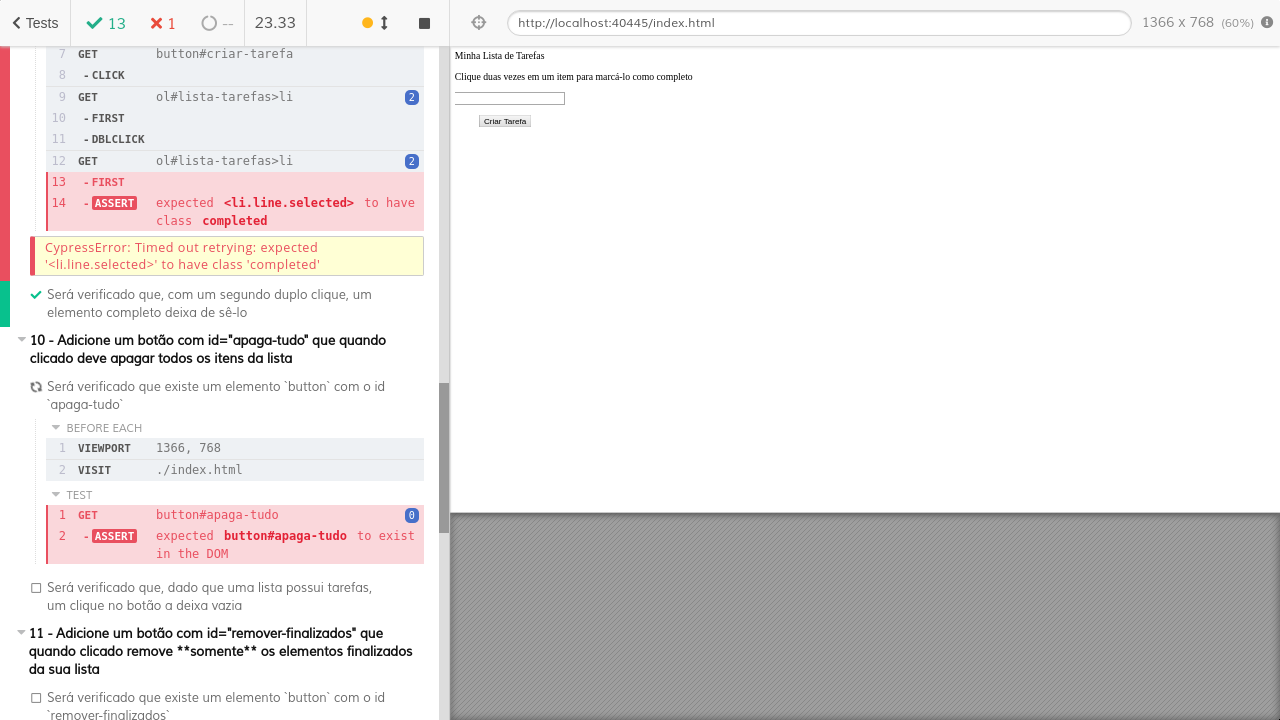 Tests 13 1 -- 23.33 http://localhost:40445/index.html 1366 x 768 (60%)
7 GET button#criar-tarefa
8 - CLICK
9 GET ol#lista-tarefas>li 2
10 - FIRST
11 - DBLCLICK
12 GET ol#lista-tarefas>li 2
13 - FIRST
14 - ASSERT expected <li.line.selected> to have
class completed
CypressError: Timed out retrying: expected
'<li.line.selected>' to have class 'completed'
Será verificado que, com um segundo duplo clique, um
elemento completo deixa de sê-lo
10 - Adicione um botão com id="apaga-tudo" que quando
clicado deve apagar todos os itens da lista
Será verificado que existe um elemento `button` com o id
`apaga-tudo`
BEFORE EACH
1 VIEWPORT 1366, 768
2 VISIT ./index.html
TEST
1 GET button#apaga-tudo 0
2 - ASSERT expected button#apaga-tudo to exist
in the DOM
Será verificado que, dado que uma lista possui tarefas,
um clique no botão a deixa vazia
11 - Adicione um botão com id="remover-finalizados" que
quando clicado remove **somente** os elementos finalizados
da sua lista
Será verificado que existe um elemento `button` com o id
`remover-finalizados`
Minha Lista de Tarefas
Clique duas vezes em um item para marcá-lo como completo
Criar Tarefa